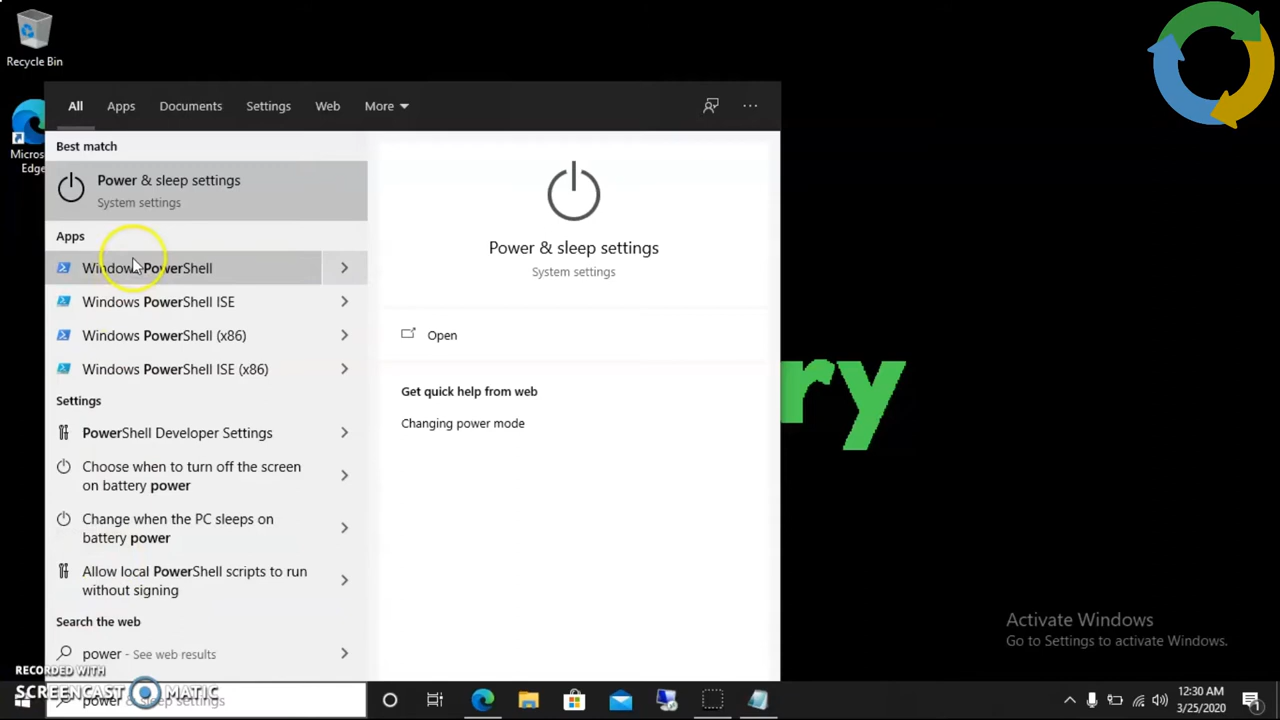 Recycle Bin
Micros
Edge
All
Apps
Documents
Settings
Web
More
Best match
Power & sleep settings
System settings
Apps
Windows PowerShell
Windows PowerShell ISE
Windows PowerShell (x86)
Windows PowerShell ISE (x86)
Settings
PowerShell Developer Settings
Choose when to turn off the screen
on battery power
Change when the PC sleeps on
battery power
Allow local PowerShell scripts to run
without signing
Search the web
power - See web results
Power & sleep settings
System settings
Open
Get quick help from web
Changing power mode
ry
Activate Windows
Go to Settings to activate Windows.
RECORDED WITH
SCREENCAST MATIC
power & sleep settings
12:30 AM
3/25/2020
1